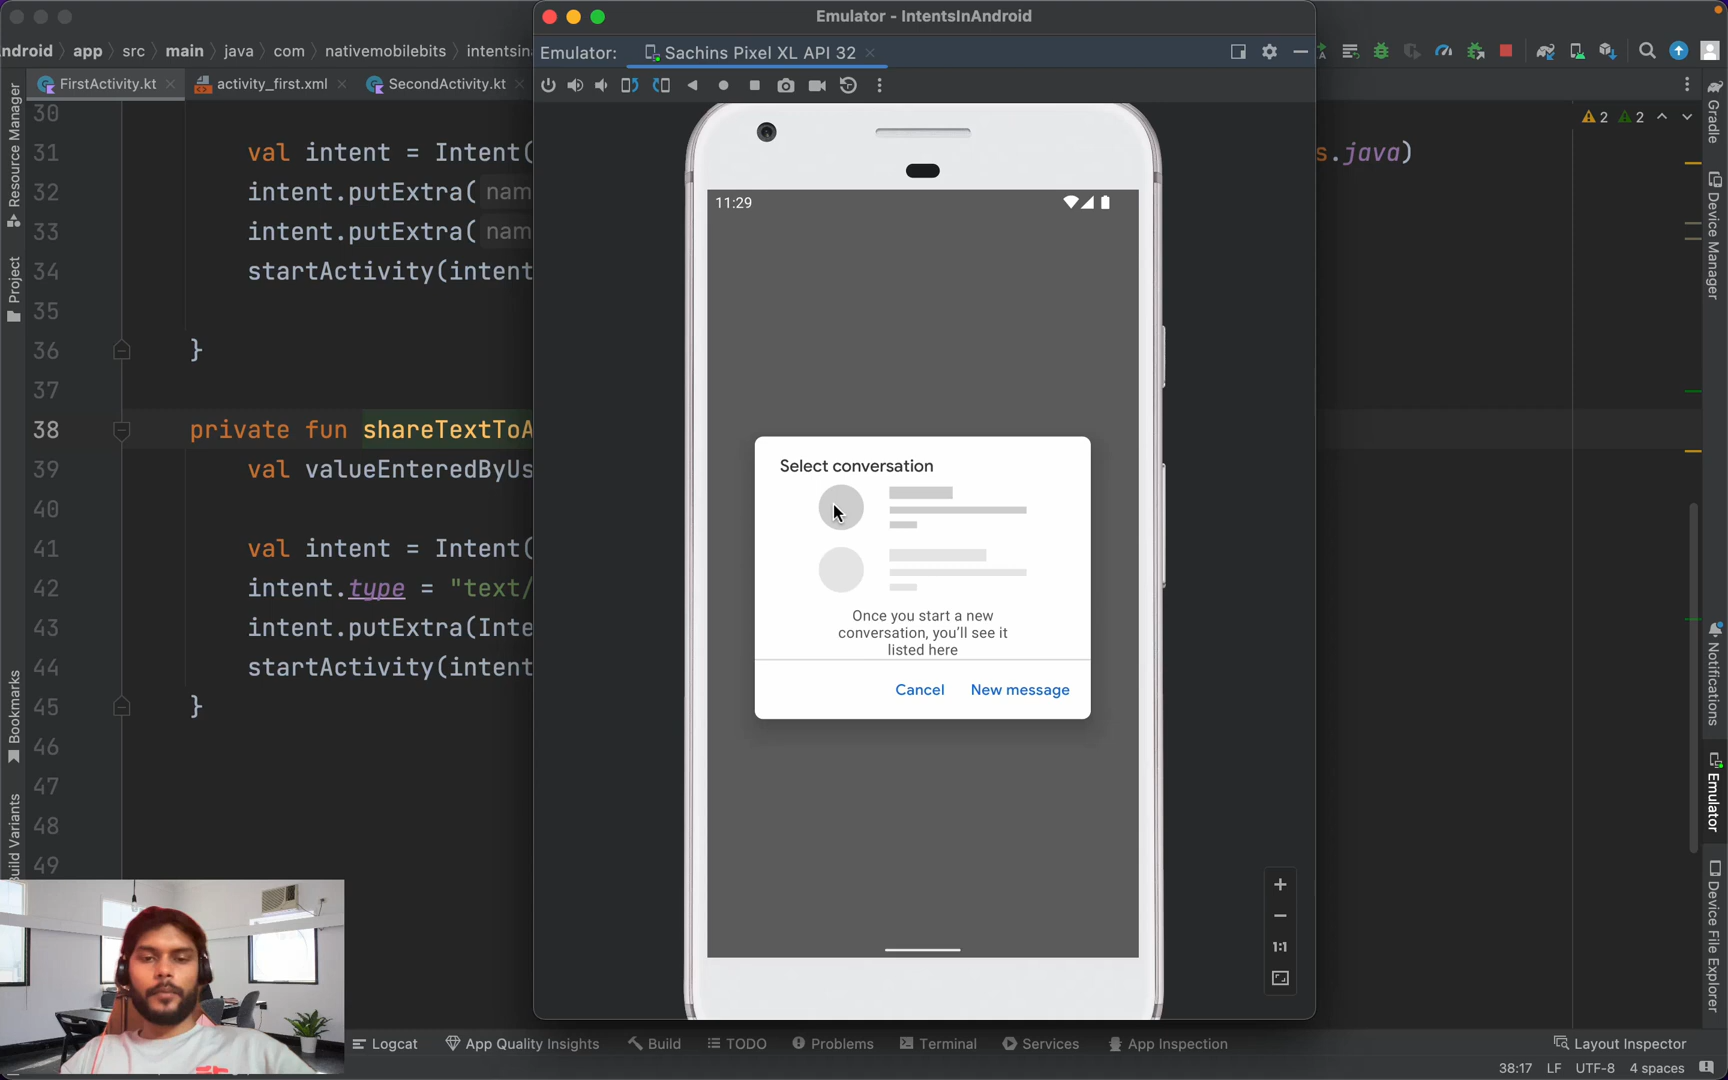 Emulator - IntentsInAndroid
ndroid
app
src
main
java
com
nativemobilebits
Emulator:
Sachins Pixel XL API 32
FirstActivity.kt
activity_first.xml
SecondActivity.kt
2
2
30
31 val intent = Intent( s.java)
32 intent.putExtra( nam
33 intent.putExtra( nam
34 startActivity(intent
35
36 }
37
38 private fun shareTextToA
39 val valueEnteredByUs
40
41 val intent = Intent(
42 intent.type = "text/
43 intent.putExtra(Inte
44 startActivity(intent
45 }
46
47
48
49
11:29
Select conversation
Once you start a new
conversation, you'll see it
listed here
Cancel
New message
1:1
Resource Manager
Project
Bookmarks
Build Variants
Gradle
Device Manager
Notifications
Emulator
Device File Explorer
Logcat
App Quality Insights
Build
TODO
Problems
Terminal
Services
App Inspection
Layout Inspector
38:17 LF UTF-8 4 spaces